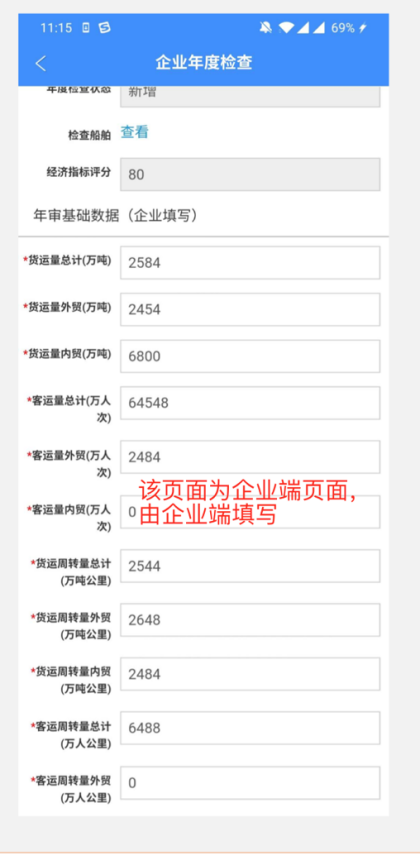 11:15
69%
企业年度检查
年度检查状态 新增
检查船舶 查看
经济指标评分 80
年审基础数据（企业填写）
*货运量总计(万吨) 2584
*货运量外贸(万吨) 2454
*货运量内贸(万吨) 6800
*客运量总计(万人
次) 64548
*客运量外贸(万人
次) 2484
该页面为企业端页面，
由企业端填写
*客运量内贸(万人
次) 0
*货运周转量总计
(万吨公里) 2544
*货运周转量外贸
(万吨公里) 2648
*货运周转量内贸
(万吨公里) 2484
*客运周转量总计
(万人公里) 6488
*客运周转量外贸
(万人公里) 0